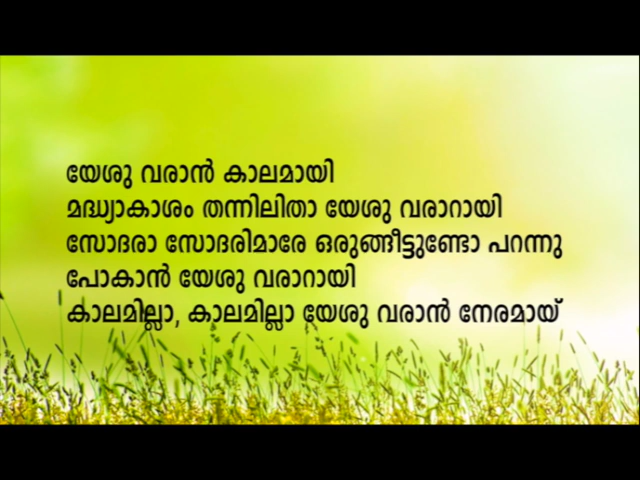 യേശു വരാൻ കാലമായി
മദ്ധ്യാകാശം തന്നിലിതാ യേശു വരാറായി
സോദരാ സോദരിമാരേ ഒരുങ്ങീട്ടുണ്ടോ പറന്നു
പോകാൻ യേശു വരാറായി
കാലമില്ലാ, കാലമില്ലാ യേശു വരാൻ നേരമായ്